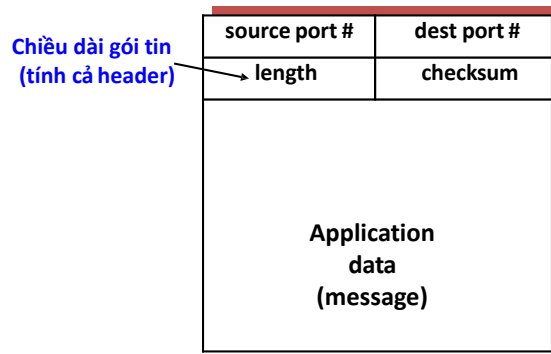 source port # dest port #
Chiều dài gói tin
(tính cả header)
length checksum
Application
data
(message)